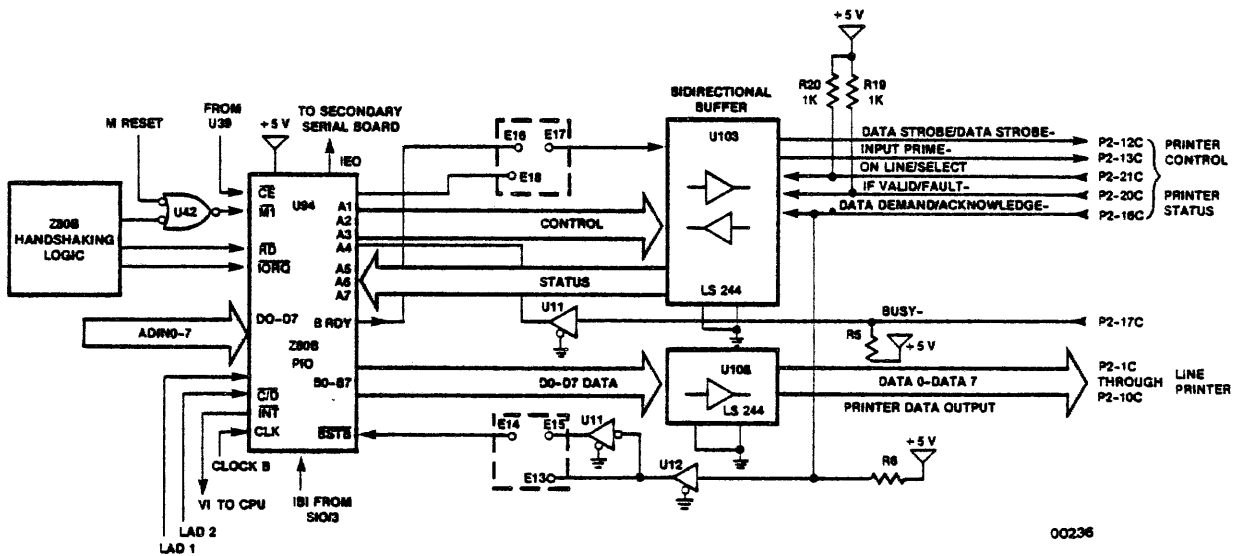 +5 V
R20
1K
R19
1K
BIDIRECTIONAL
BUFFER
FROM
U39
TO SECONDARY
SERIAL BOARD
M RESET
+5 V
IEO
E16
E17
E18
U103
DATA STROBE/DATA STROBE-
P2-12C
INPUT PRIME-
P2-13C
PRINTER
CONTROL
ON LINE/SELECT
P2-21C
IF VALID/FAULT-
P2-20C
PRINTER
STATUS
DATA DEMAND/ACKNOWLEDGE-
P2-16C
Z80B
HANDSHAKING
LOGIC
U42
CE
M1
RD
IORQ
U94
A1
A2
A3
A4
A5
A6
A7
CONTROL
STATUS
LS 244
ADIN0-7
D0-D7
B RDY
U11
BUSY-
P2-17C
R5
+5 V
Z80B
PIO
B0-B7
D0-D7 DATA
U108
LS 244
DATA 0-DATA 7
PRINTER DATA OUTPUT
P2-1C
THROUGH
P2-10C
LINE
PRINTER
C/D
INT
CLK
BSTB
E14
E15
E13
U11
U12
R6
+5 V
CLOCK B
VI TO CPU
IBI FROM
SIO/3
LAD 2
LAD 1
00236